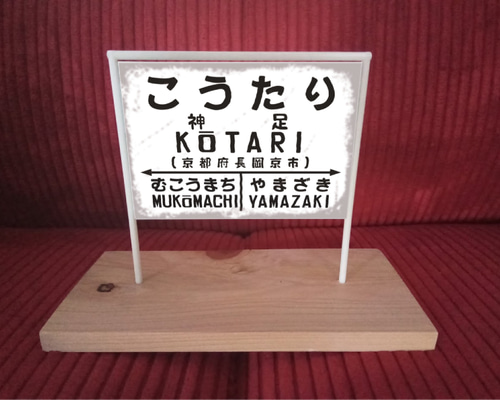 こうたり
神足
KŌTARI
(京都府長岡京市)
むこうまち やまざき
MUKŌMACHI YAMAZAKI